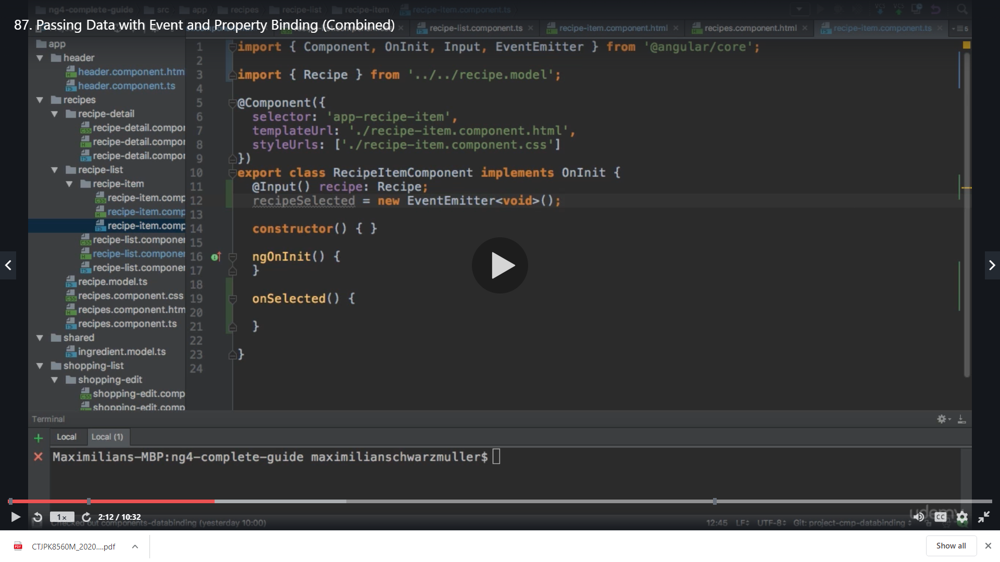 ng4-complete-guide src app recipes recipe-list recipe-item recipe-item.component.ts
87. Passing Data with Event and Property Binding (Combined)
recipe-list.component.ts recipe-item.component.html recipes.component.html recipe-item.component.ts 5
app
header
header.component.htm
header.component.ts
recipes
recipe-detail
recipe-detail.compor
recipe-detail.compor
recipe-detail.compor
recipe-list
recipe-item
recipe-item.comp
recipe-item.comp
recipe-item.comp
recipe-list.componer
recipe-list.componer
recipe-list.componer
recipe.model.ts
recipes.component.css
recipes.component.htm
recipes.component.ts
shared
ingredient.model.ts
shopping-list
shopping-edit
shopping-edit.comp
shopping-edit.comp
1 import { Component, OnInit, Input, EventEmitter } from '@angular/core';
2
3 import { Recipe } from '../../recipe.model';
4
5 @Component({
6 selector: 'app-recipe-item',
7 templateUrl: './recipe-item.component.html',
8 styleUrls: ['./recipe-item.component.css']
9 })
10 export class RecipeItemComponent implements OnInit {
11 @Input() recipe: Recipe;
12 recipeSelected = new EventEmitter<void>();
13
14 constructor() { }
15
16 ngOnInit() {
17 }
18
19 onSelected() {
20
21 }
22
23 }
24
Terminal
Local Local (1)
Maximilians-MBP:ng4-complete-guide maximilianschwarzmuller$
1x 2:12 / 10:32
Checked out components-databinding (yesterday 10:00) 12:45 LF UTF-8 Git: project-cmp-databinding
udemy
CC
CTJPK8560M_2020....pdf Show all